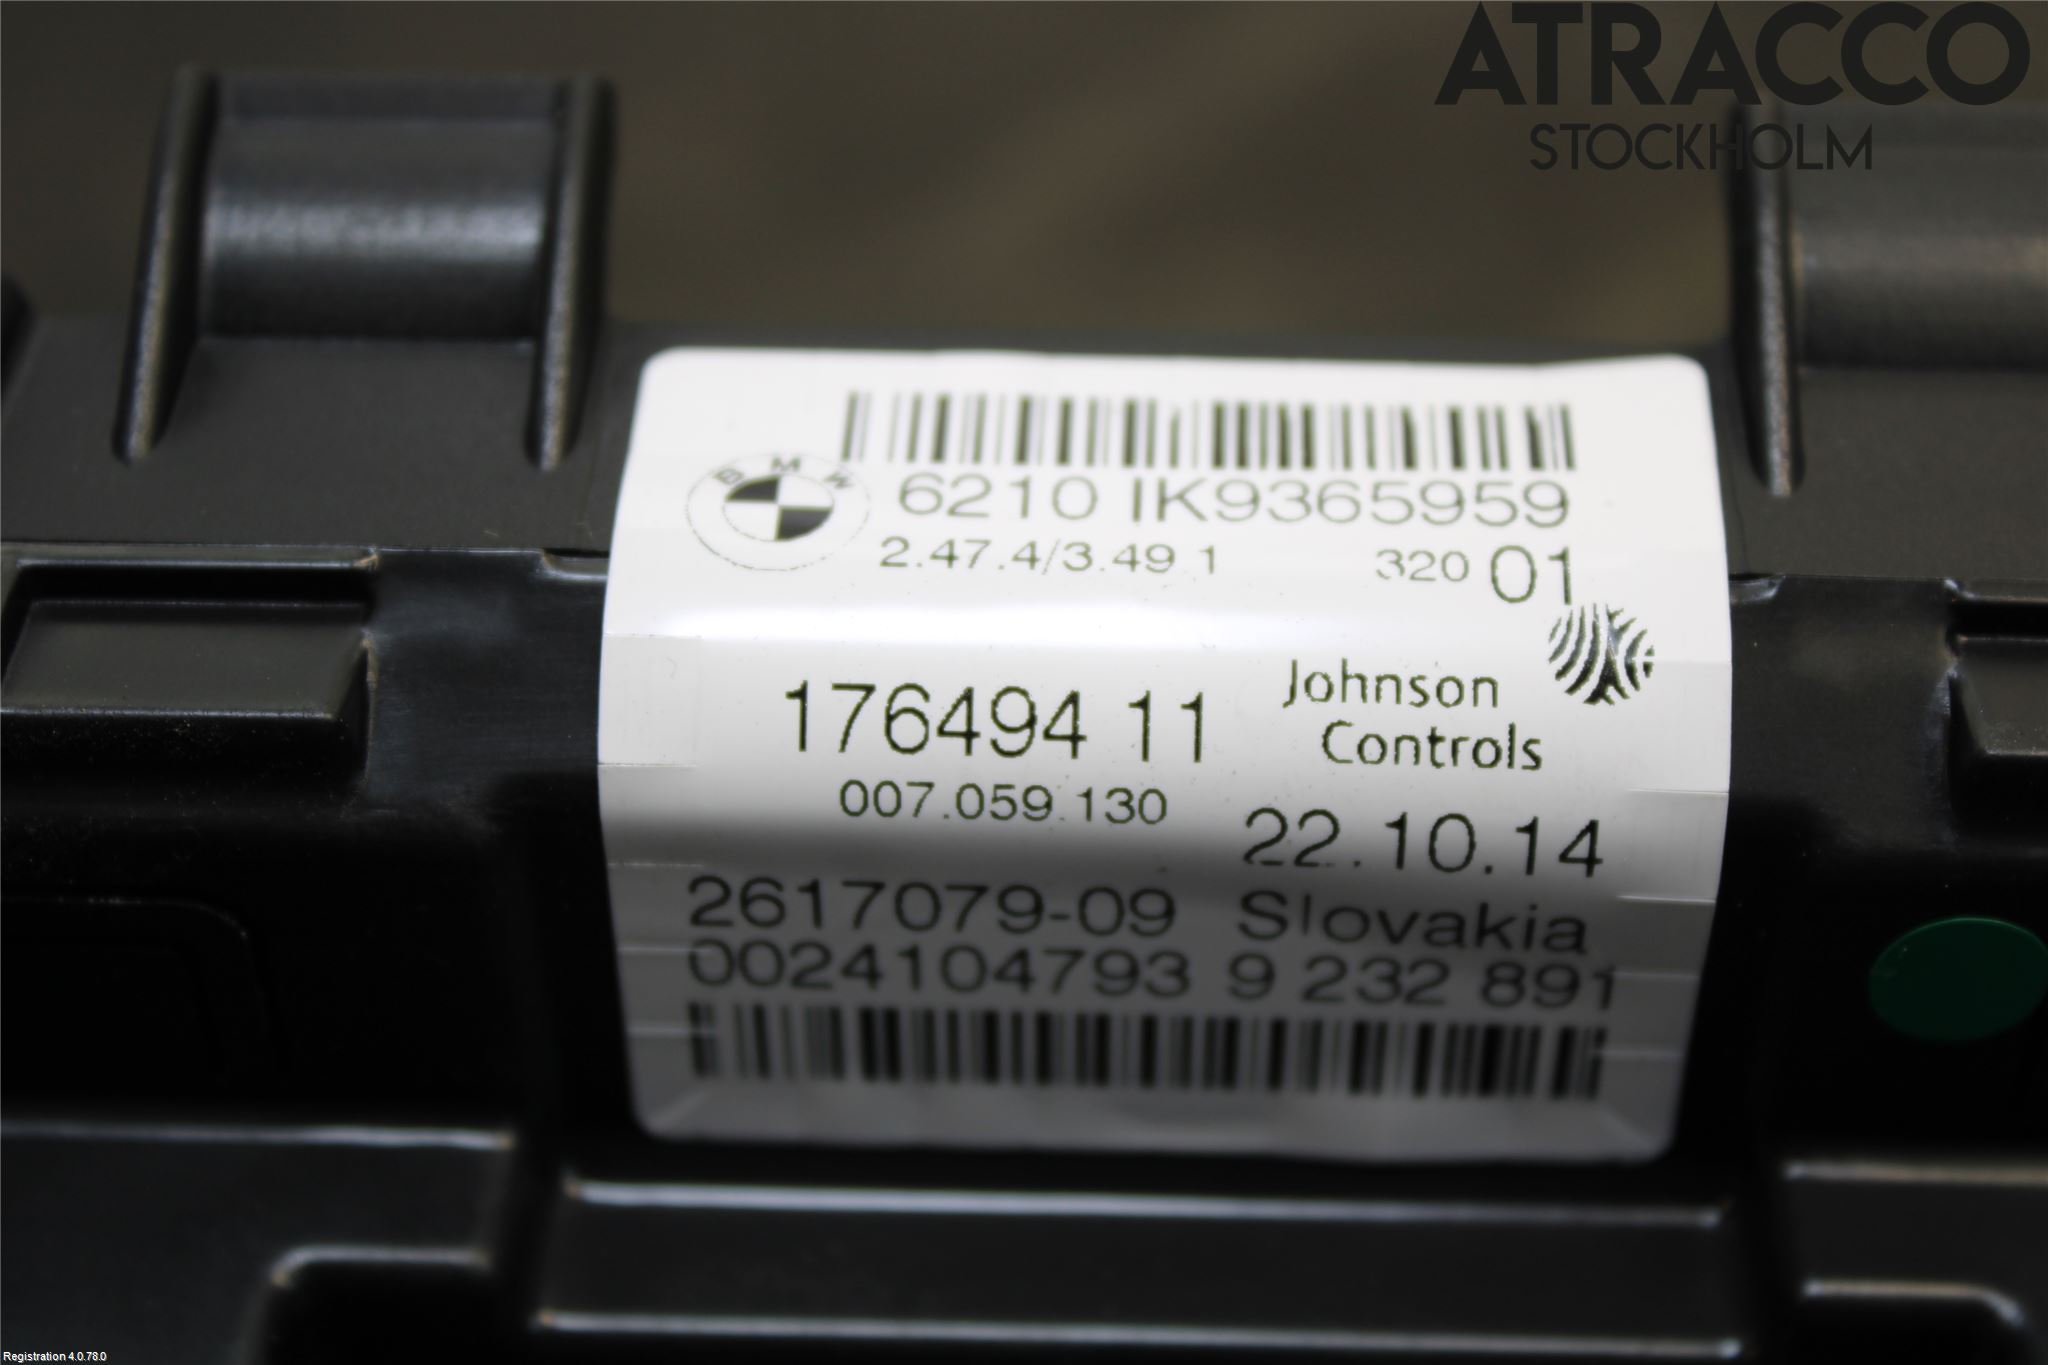 ATRACCO
STOCKHOLM
BMW
6210 IK9365959
2.47.4/3.49.1 320 01
176494 11
Johnson
Controls
007.059.130
22.10.14
2617079-09 Slovakia
0024104793 9 232 891
Registration 4.0.78.0